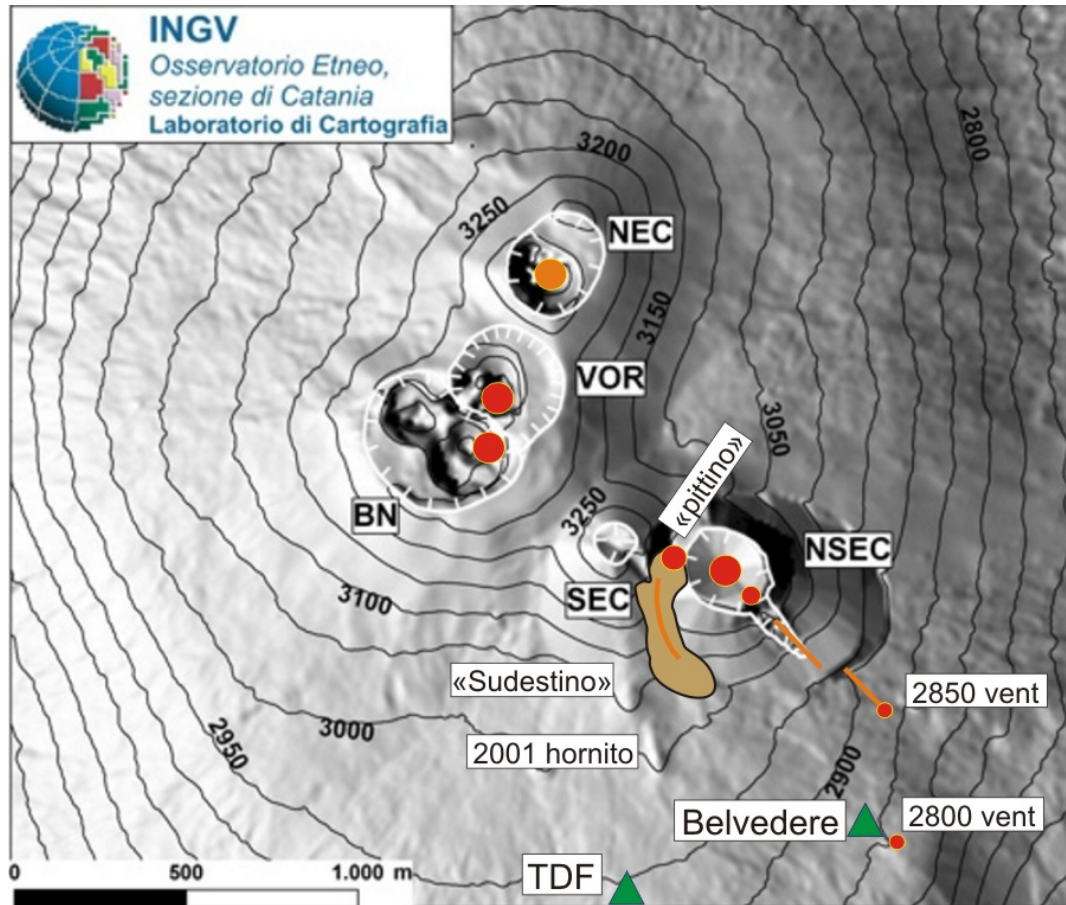 INGV
Osservatorio Etneo,
sezione di Catania
Laboratorio di Cartografia
2800
3200
3250
NEC
3150
VOR
3050
«pittino»
BN
3250
NSEC
SEC
3100
«Sudestino»
2850 vent
3000
2950
2001 hornito
2900
Belvedere
2800 vent
0 500 1.000 m
TDF